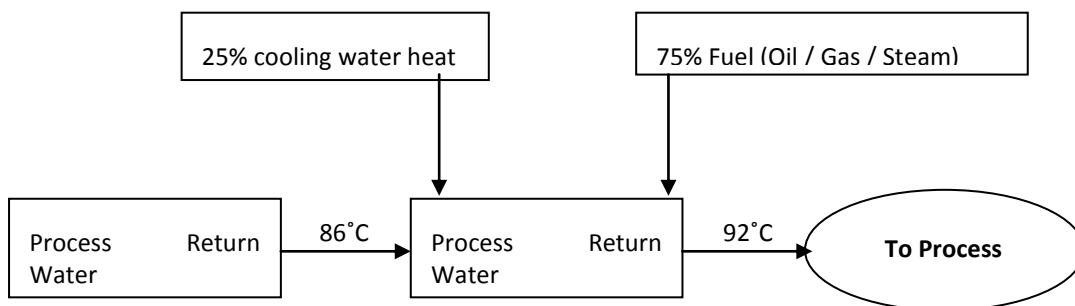 25% cooling water heat
75% Fuel (Oil / Gas / Steam)
Process Return
Water
86˚C
Process Return
Water
92˚C
To Process